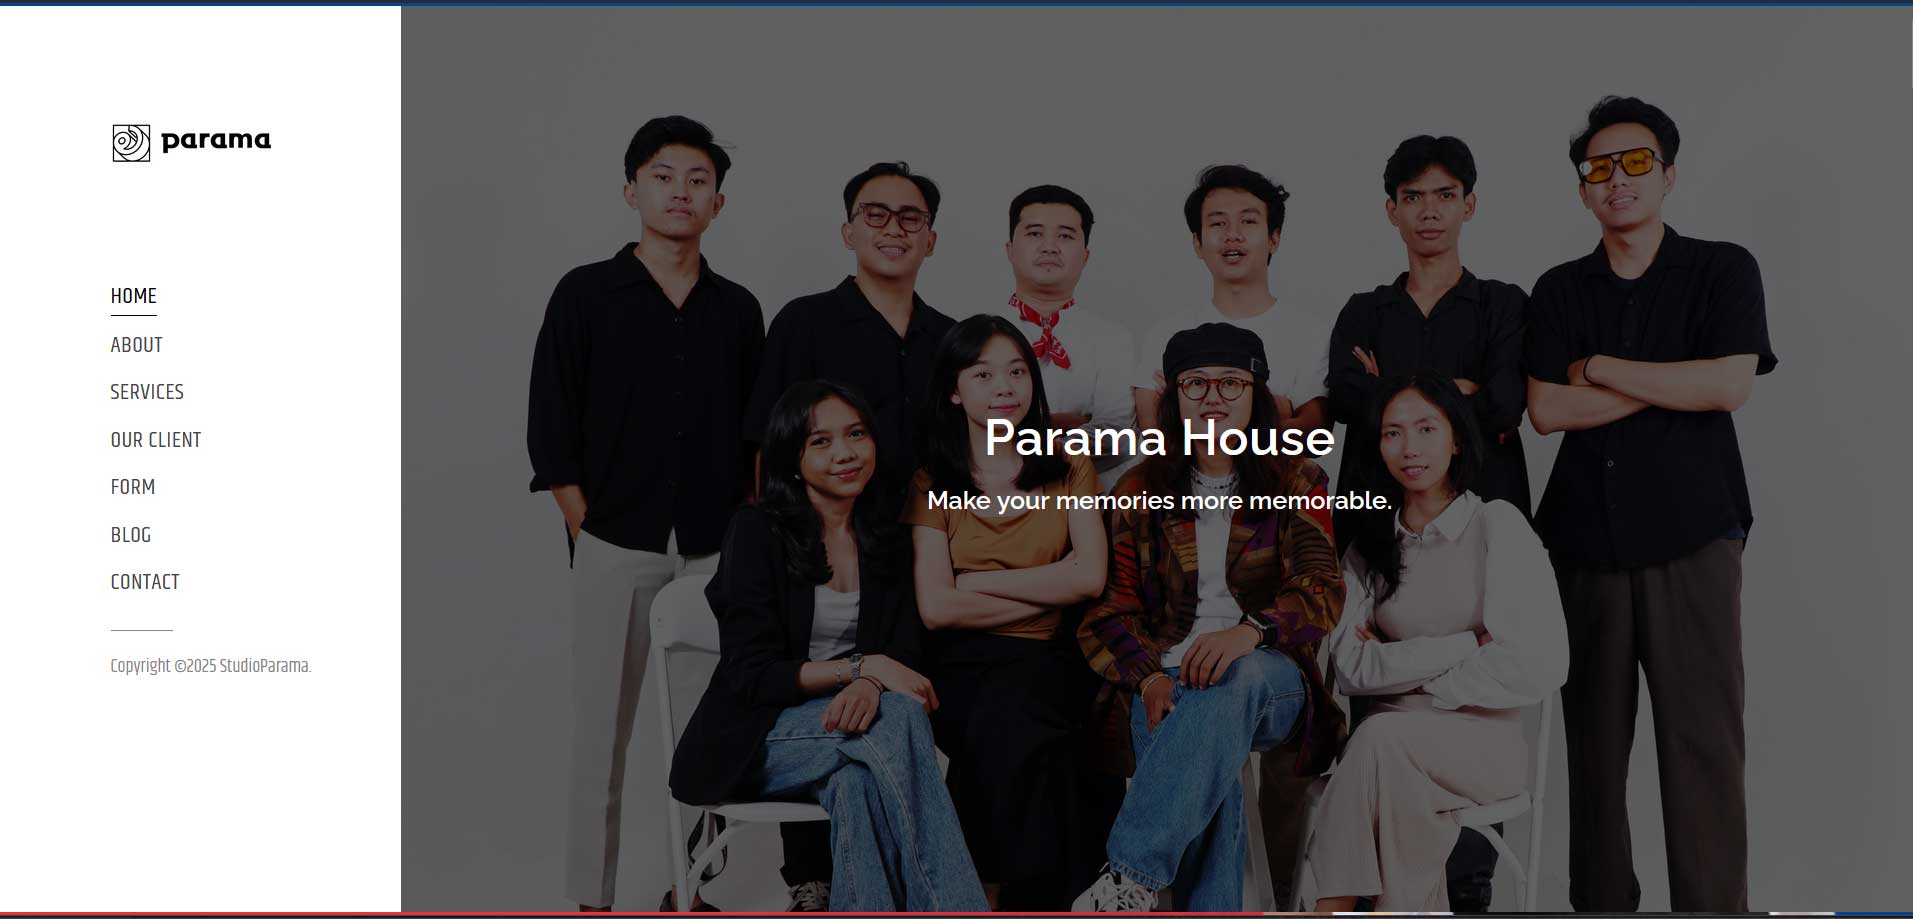 parama
HOME
ABOUT
SERVICES
OUR CLIENT
FORM
BLOG
CONTACT
Copyright ©2025 StudioParama.
Parama House
Make your memories more memorable.